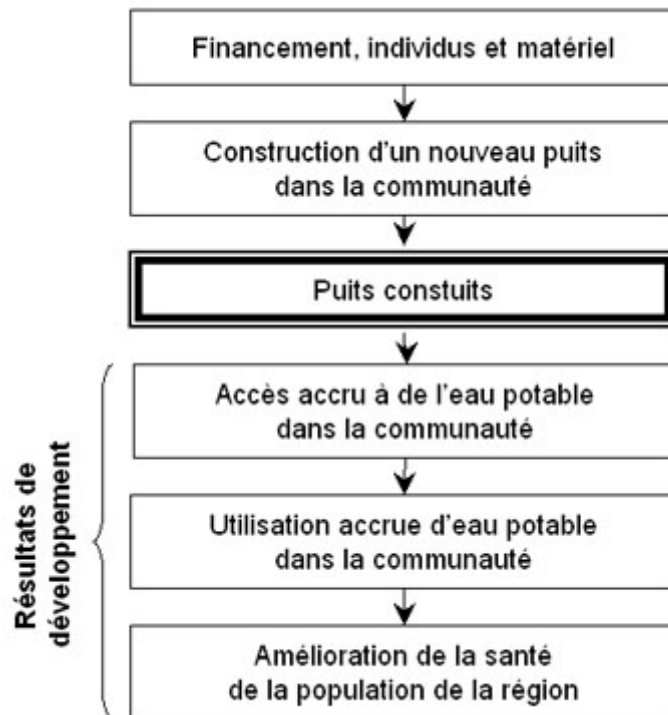 Financement, individus et matériel
Construction d'un nouveau puits
dans la communauté
Puits constuits
Accès accru à de l'eau potable
dans la communauté
Utilisation accrue d'eau potable
dans la communauté
Amélioration de la santé
de la population de la région
Résultats de
développement